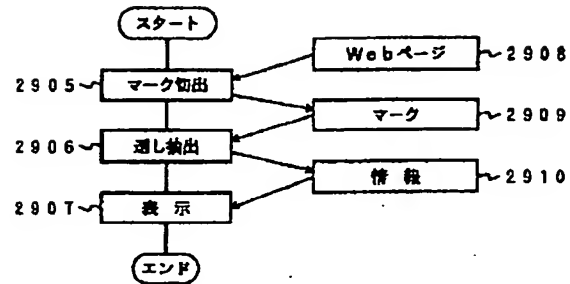 スタート
Webページ 2908
2905 マーク切出
マーク 2909
2906 透し抽出
情報 2910
2907 表示
エンド